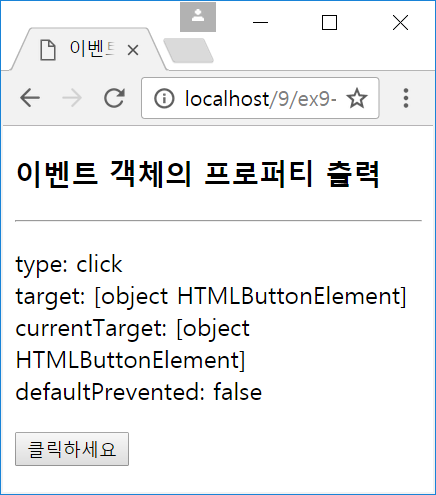 이벤트
localhost/9/ex9-
이벤트 객체의 프로퍼티 출력
type: click
target: [object HTMLButtonElement]
currentTarget: [object
HTMLButtonElement]
defaultPrevented: false
클릭하세요